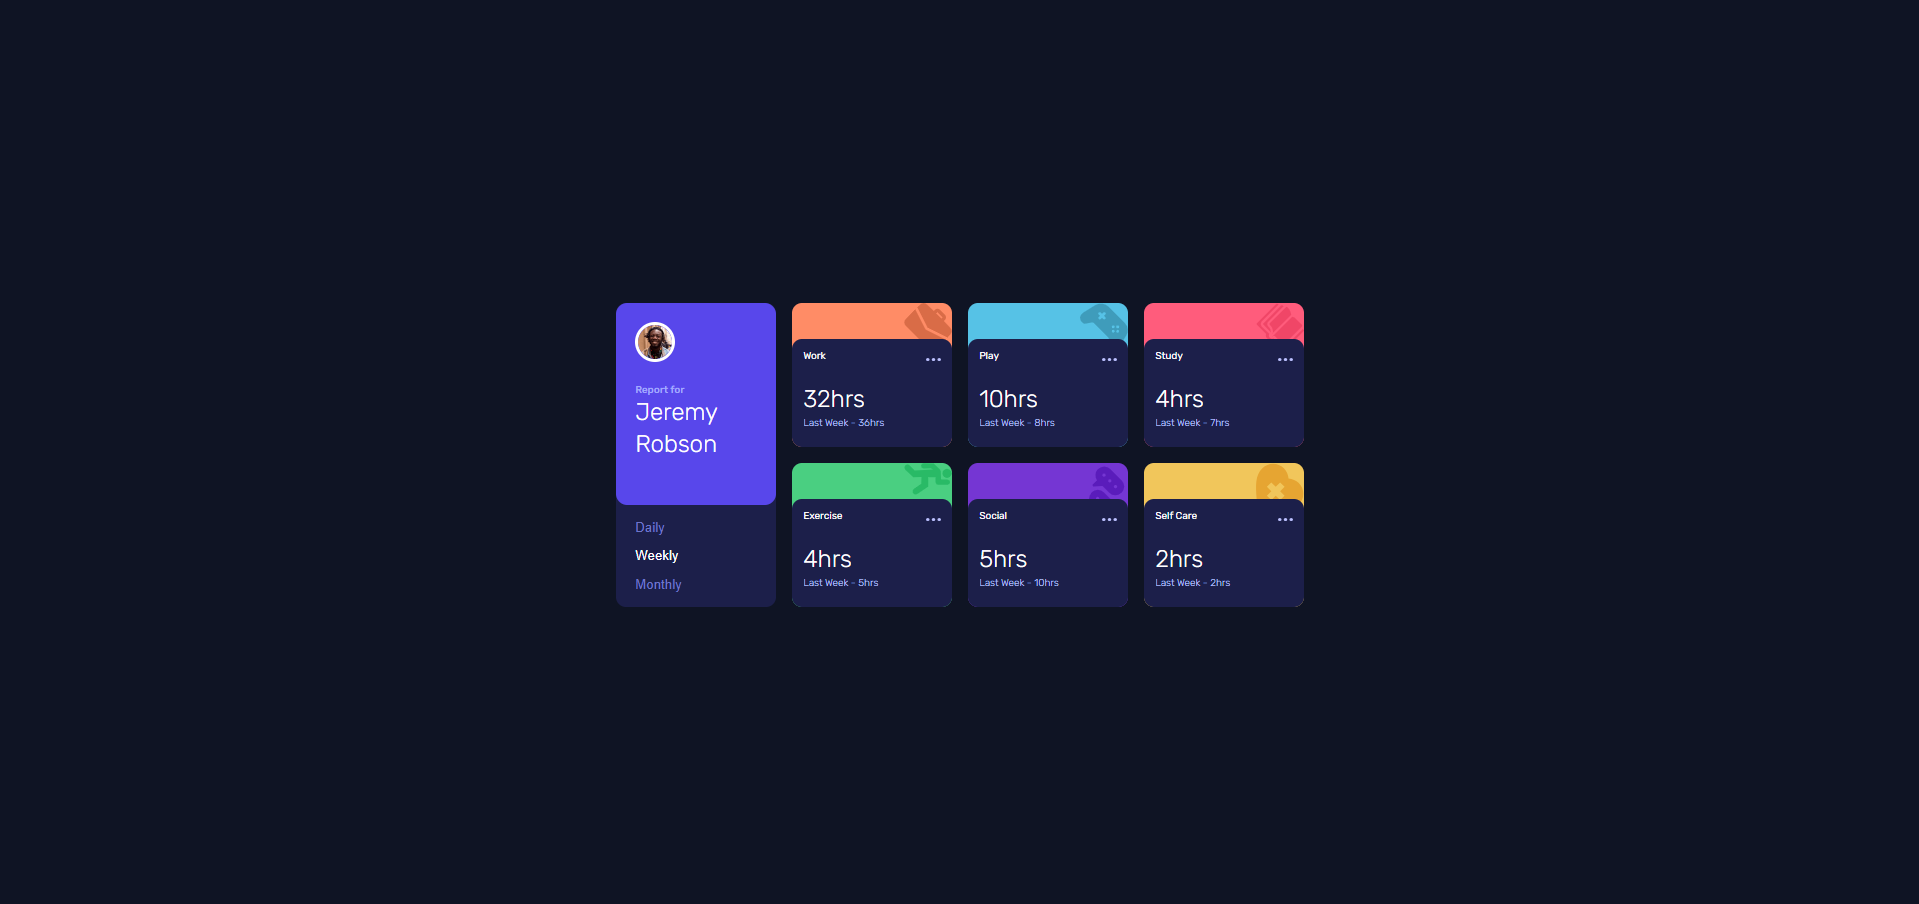 Report for
Jeremy
Robson
Daily
Weekly
Monthly
Work
32hrs
Last Week - 36hrs
Play
10hrs
Last Week - 8hrs
Study
4hrs
Last Week - 7hrs
Exercise
4hrs
Last Week - 5hrs
Social
5hrs
Last Week - 10hrs
Self Care
2hrs
Last Week - 2hrs